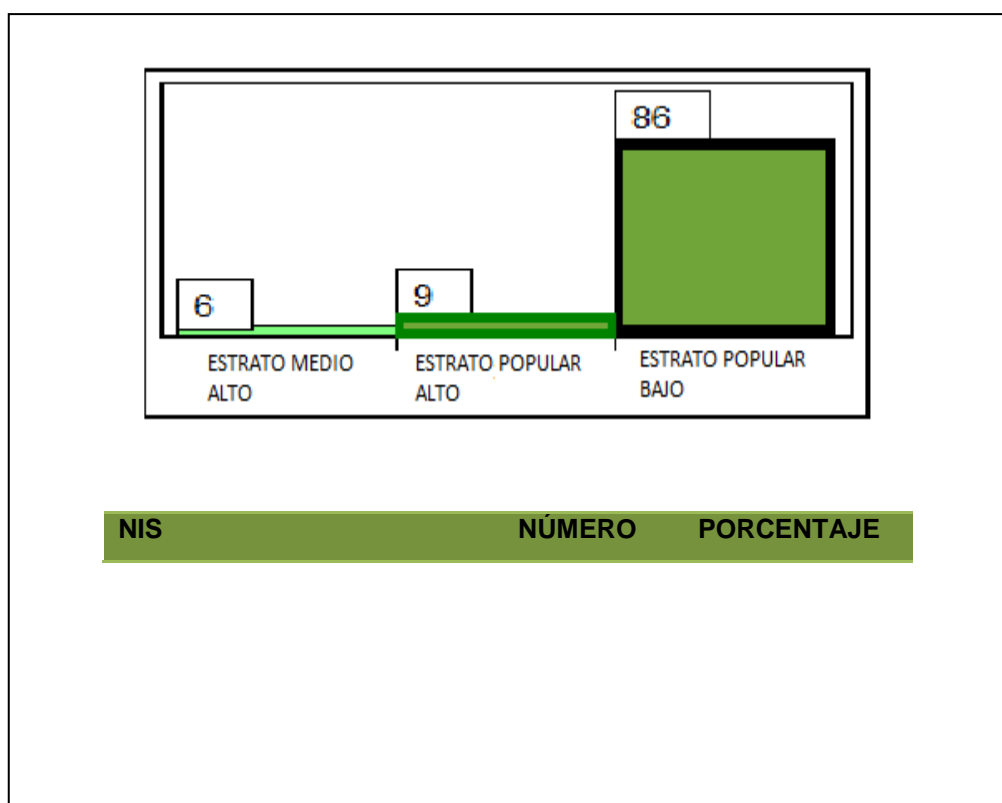 86
9
6
ESTRATO MEDIO
ALTO
ESTRATO POPULAR
ALTO
ESTRATO POPULAR
BAJO
NIS NÚMERO PORCENTAJE